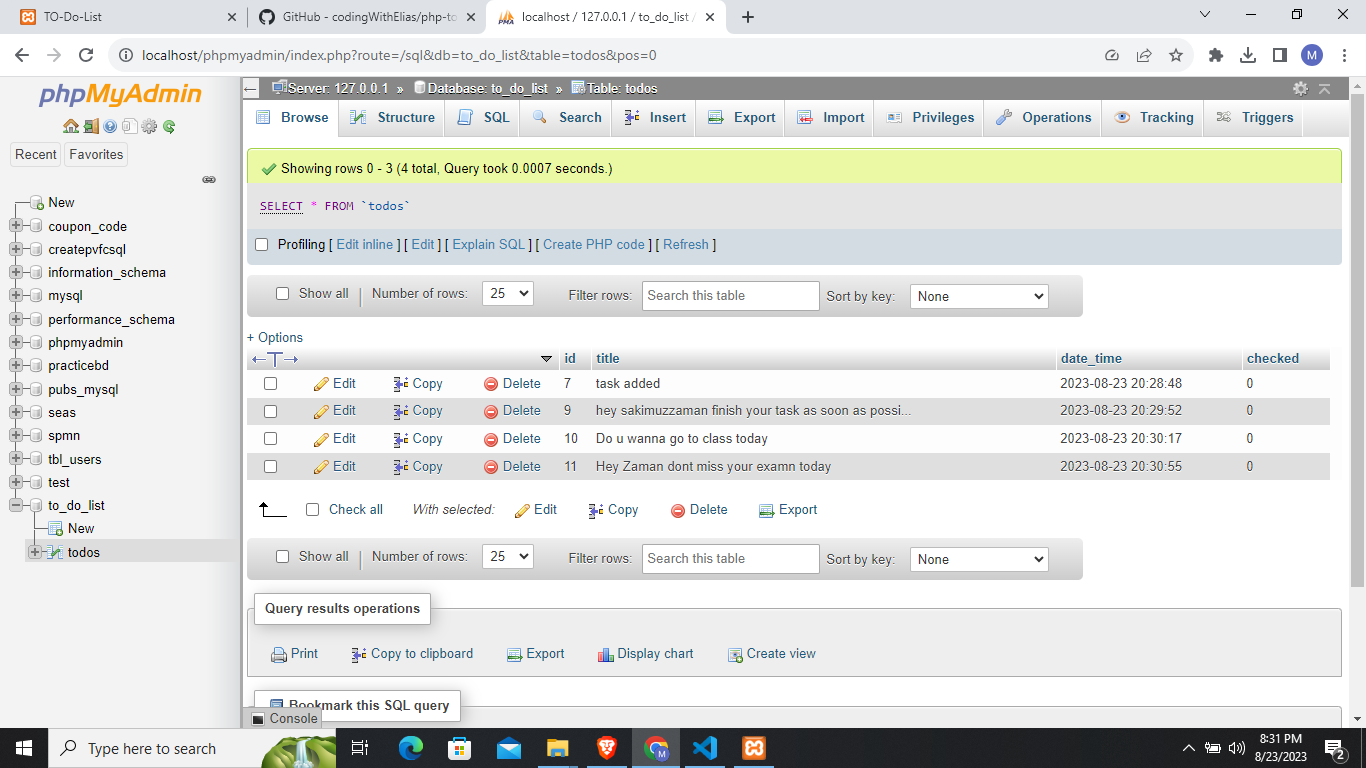 TO-Do-List
GitHub - codingWithElias/php-to
localhost / 127.0.0.1 / to_do_list /
localhost/phpmyadmin/index.php?route=/sql&db=to_do_list&table=todos&pos=0
M
phpMyAdmin
Recent Favorites
New
coupon_code
createpvfcsql
information_schema
mysql
performance_schema
phpmyadmin
practicebd
pubs_mysql
seas
spmn
tbl_users
test
to_do_list
New
todos
Server: 127.0.0.1 » Database: to_do_list » Table: todos
Browse Structure SQL Search Insert Export Import Privileges Operations Tracking Triggers
Showing rows 0 - 3 (4 total, Query took 0.0007 seconds.)
SELECT * FROM `todos`
Profiling [ Edit inline ] [ Edit ] [ Explain SQL ] [ Create PHP code ] [ Refresh ]
Show all Number of rows: 25 Filter rows: Search this table Sort by key: None
+ Options
←T→ id title date_time checked
Edit Copy Delete 7 task added 2023-08-23 20:28:48 0
Edit Copy Delete 9 hey sakimuzzaman finish your task as soon as possi... 2023-08-23 20:29:52 0
Edit Copy Delete 10 Do u wanna go to class today 2023-08-23 20:30:17 0
Edit Copy Delete 11 Hey Zaman dont miss your examn today 2023-08-23 20:30:55 0
Check all With selected: Edit Copy Delete Export
Show all Number of rows: 25 Filter rows: Search this table Sort by key: None
Query results operations
Print Copy to clipboard Export Display chart Create view
Bookmark this SQL query
Console
Type here to search
8:31 PM
8/23/2023
2